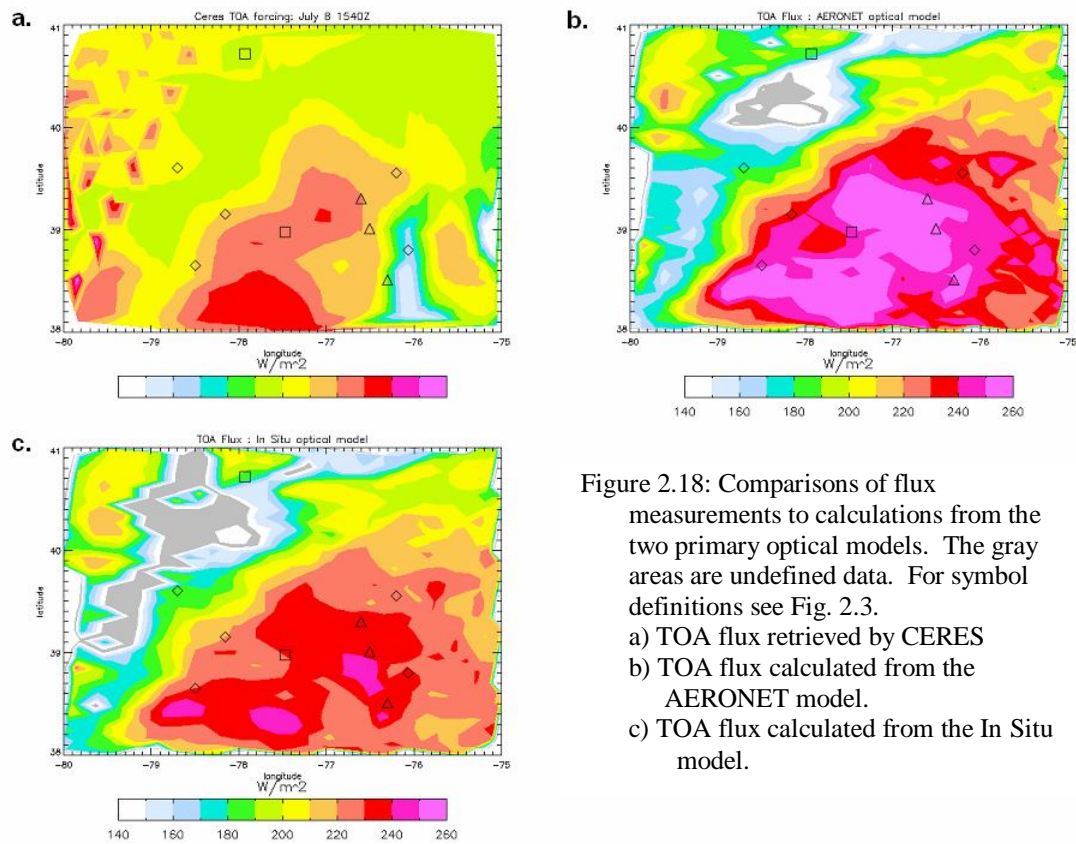 a.
Ceres TOA forcing: July 8 1540Z
41
40
39
38
latitude
-80 -79 -78 -77 -76 -75
longitude
W/m^2
b.
TOA Flux : AERONET optical model
41
40
39
38
latitude
-80 -79 -78 -77 -76 -75
longitude
W/m^2
140 160 180 200 220 240 260
c.
TOA Flux : In Situ optical model
41
40
39
38
latitude
-80 -79 -78 -77 -76 -75
longitude
W/m^2
140 160 180 200 220 240 260
Figure 2.18: Comparisons of flux
measurements to calculations from the
two primary optical models. The gray
areas are undefined data. For symbol
definitions see Fig. 2.3.
a) TOA flux retrieved by CERES
b) TOA flux calculated from the
AERONET model.
c) TOA flux calculated from the In Situ
model.